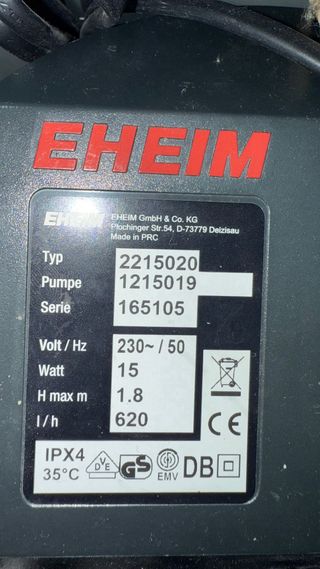 EHEIM
EHEIM EHEIM GmbH & Co. KG
Plochinger Str.54, D-73779 Deizisau
Made in PRC
Typ 2215020
Pumpe 1215019
Serie 165105
Volt / Hz 230~ / 50
Watt 15
H max m 1.8
l / h 620
IPX4
35°C
DVE GS EMV DB
CE